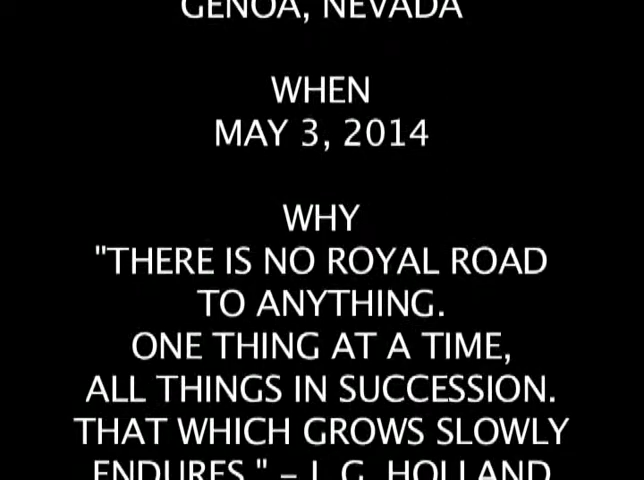 GENOA, NEVADA
WHEN
MAY 3, 2014
WHY
"THERE IS NO ROYAL ROAD
TO ANYTHING.
ONE THING AT A TIME,
ALL THINGS IN SUCCESSION.
THAT WHICH GROWS SLOWLY
ENDURES." – J. G. HOLLAND